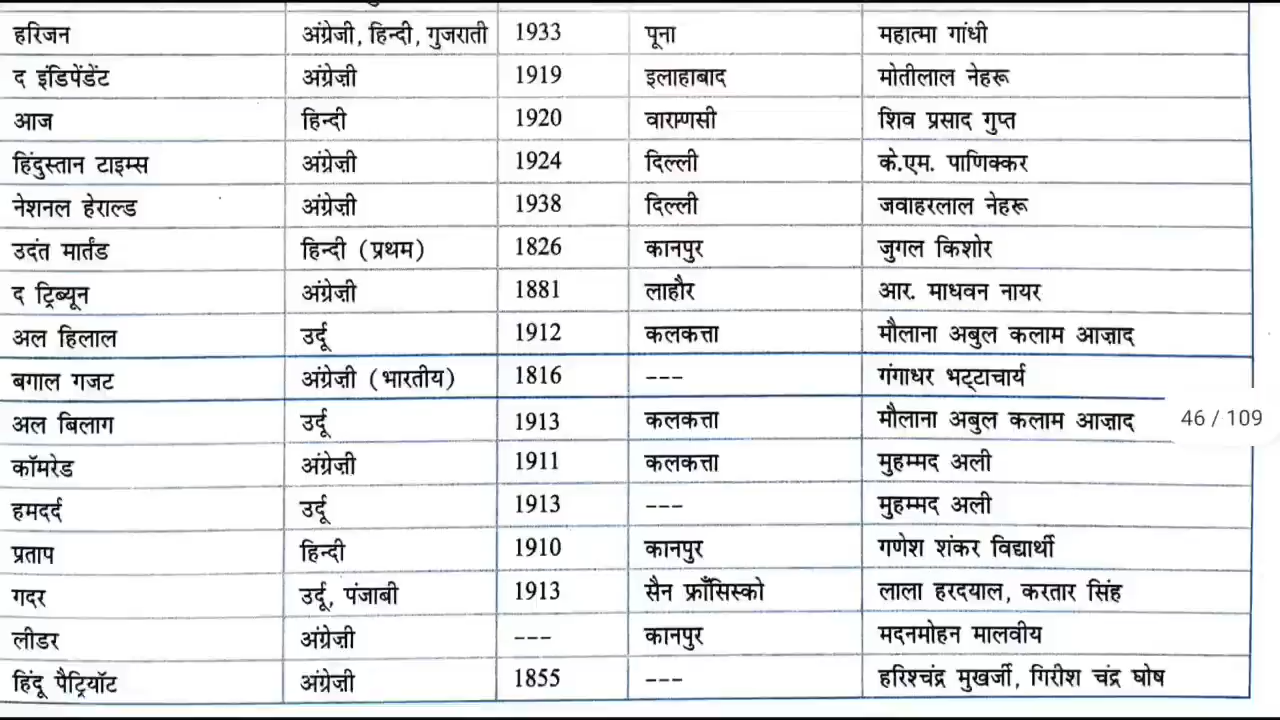 हरिजन अंग्रेजी, हिन्दी, गुजराती 1933 पूना महात्मा गांधी
द इंडिपेंडेंट अंग्रेज़ी 1919 इलाहाबाद मोतीलाल नेहरू
आज हिन्दी 1920 वाराणसी शिव प्रसाद गुप्त
हिंदुस्तान टाइम्स अंग्रेज़ी 1924 दिल्ली के.एम. पाणिक्कर
नेशनल हेराल्ड अंग्रेज़ी 1938 दिल्ली जवाहरलाल नेहरू
उदंत मार्तंड हिन्दी (प्रथम) 1826 कानपुर जुगल किशोर
द ट्रिब्यून अंग्रेज़ी 1881 लाहौर आर. माधवन नायर
अल हिलाल उर्दू 1912 कलकत्ता मौलाना अबुल कलाम आज़ाद
बगाल गजट अंग्रेज़ी (भारतीय) 1816 --- गंगाधर भट्टाचार्य
अल बिलाग उर्दू 1913 कलकत्ता मौलाना अबुल कलाम आज़ाद
46 / 109
कॉमरेड अंग्रेज़ी 1911 कलकत्ता मुहम्मद अली
हमदर्द उर्दू 1913 --- मुहम्मद अली
प्रताप हिन्दी 1910 कानपुर गणेश शंकर विद्यार्थी
गदर उर्दू, पंजाबी 1913 सैन फ्राँसिस्को लाला हरदयाल, करतार सिंह
लीडर अंग्रेज़ी --- कानपुर मदनमोहन मालवीय
हिंदू पैट्रियॉट अंग्रेज़ी 1855 --- हरिश्चंद्र मुखर्जी, गिरीश चंद्र घोष